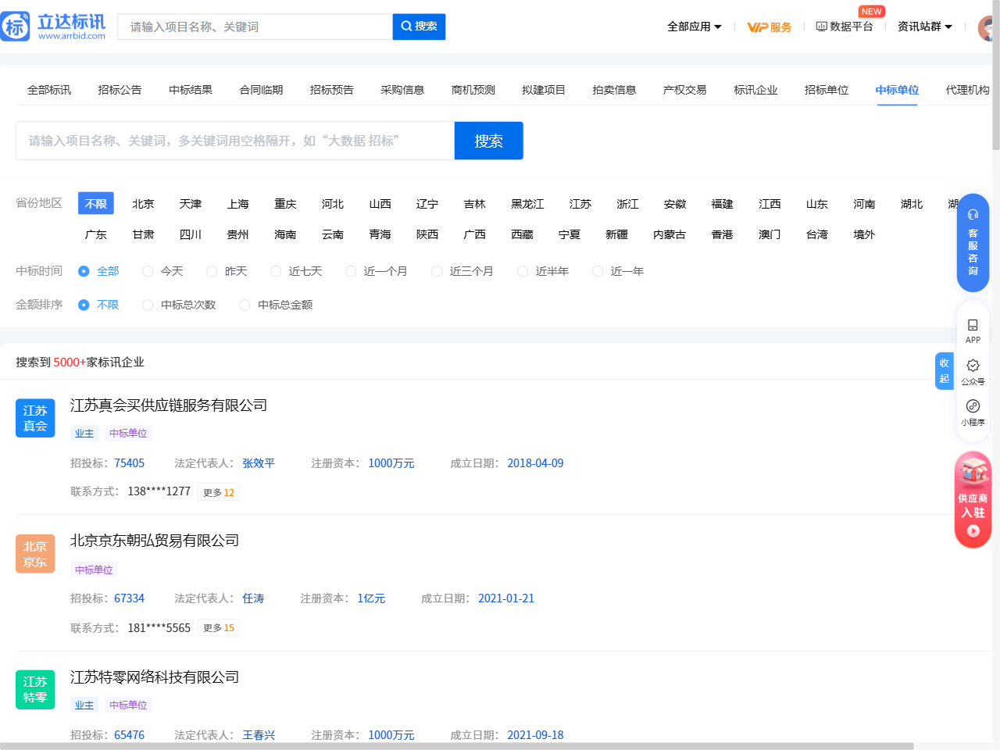 立达标讯
www.arrbid.com
请输入项目名称、关键词
搜索
全部应用
VIP服务
数据平台
NEW
资讯站群
全部标讯 招标公告 中标结果 合同临期 招标预告 采购信息 商机预测 拟建项目 拍卖信息 产权交易 标讯企业 招标单位 中标单位 代理机构
请输入项目名称、关键词，多关键词用空格隔开，如“大数据 招标”
搜索
省份地区 不限 北京 天津 上海 重庆 河北 山西 辽宁 吉林 黑龙江 江苏 浙江 安徽 福建 江西 山东 河南 湖北 湖
广东 甘肃 四川 贵州 海南 云南 青海 陕西 广西 西藏 宁夏 新疆 内蒙古 香港 澳门 台湾 境外
中标时间 全部 今天 昨天 近七天 近一个月 近三个月 近半年 近一年
金额排序 不限 中标总次数 中标总金额
客服咨询
APP
公众号
小程序
收起
供应商
入驻
搜索到 5000+家标讯企业
江苏
真会
江苏真会买供应链服务有限公司
业主 中标单位
招投标：75405 法定代表人： 张效平 注册资本： 1000万元 成立日期： 2018-04-09
联系方式： 138****1277 更多 12
北京
京东
北京京东朝弘贸易有限公司
中标单位
招投标：67334 法定代表人： 任涛 注册资本： 1亿元 成立日期： 2021-01-21
联系方式： 181****5565 更多 15
江苏
特零
江苏特零网络科技有限公司
业主 中标单位
招投标：65476 法定代表人： 王春兴 注册资本： 1000万元 成立日期： 2021-09-18